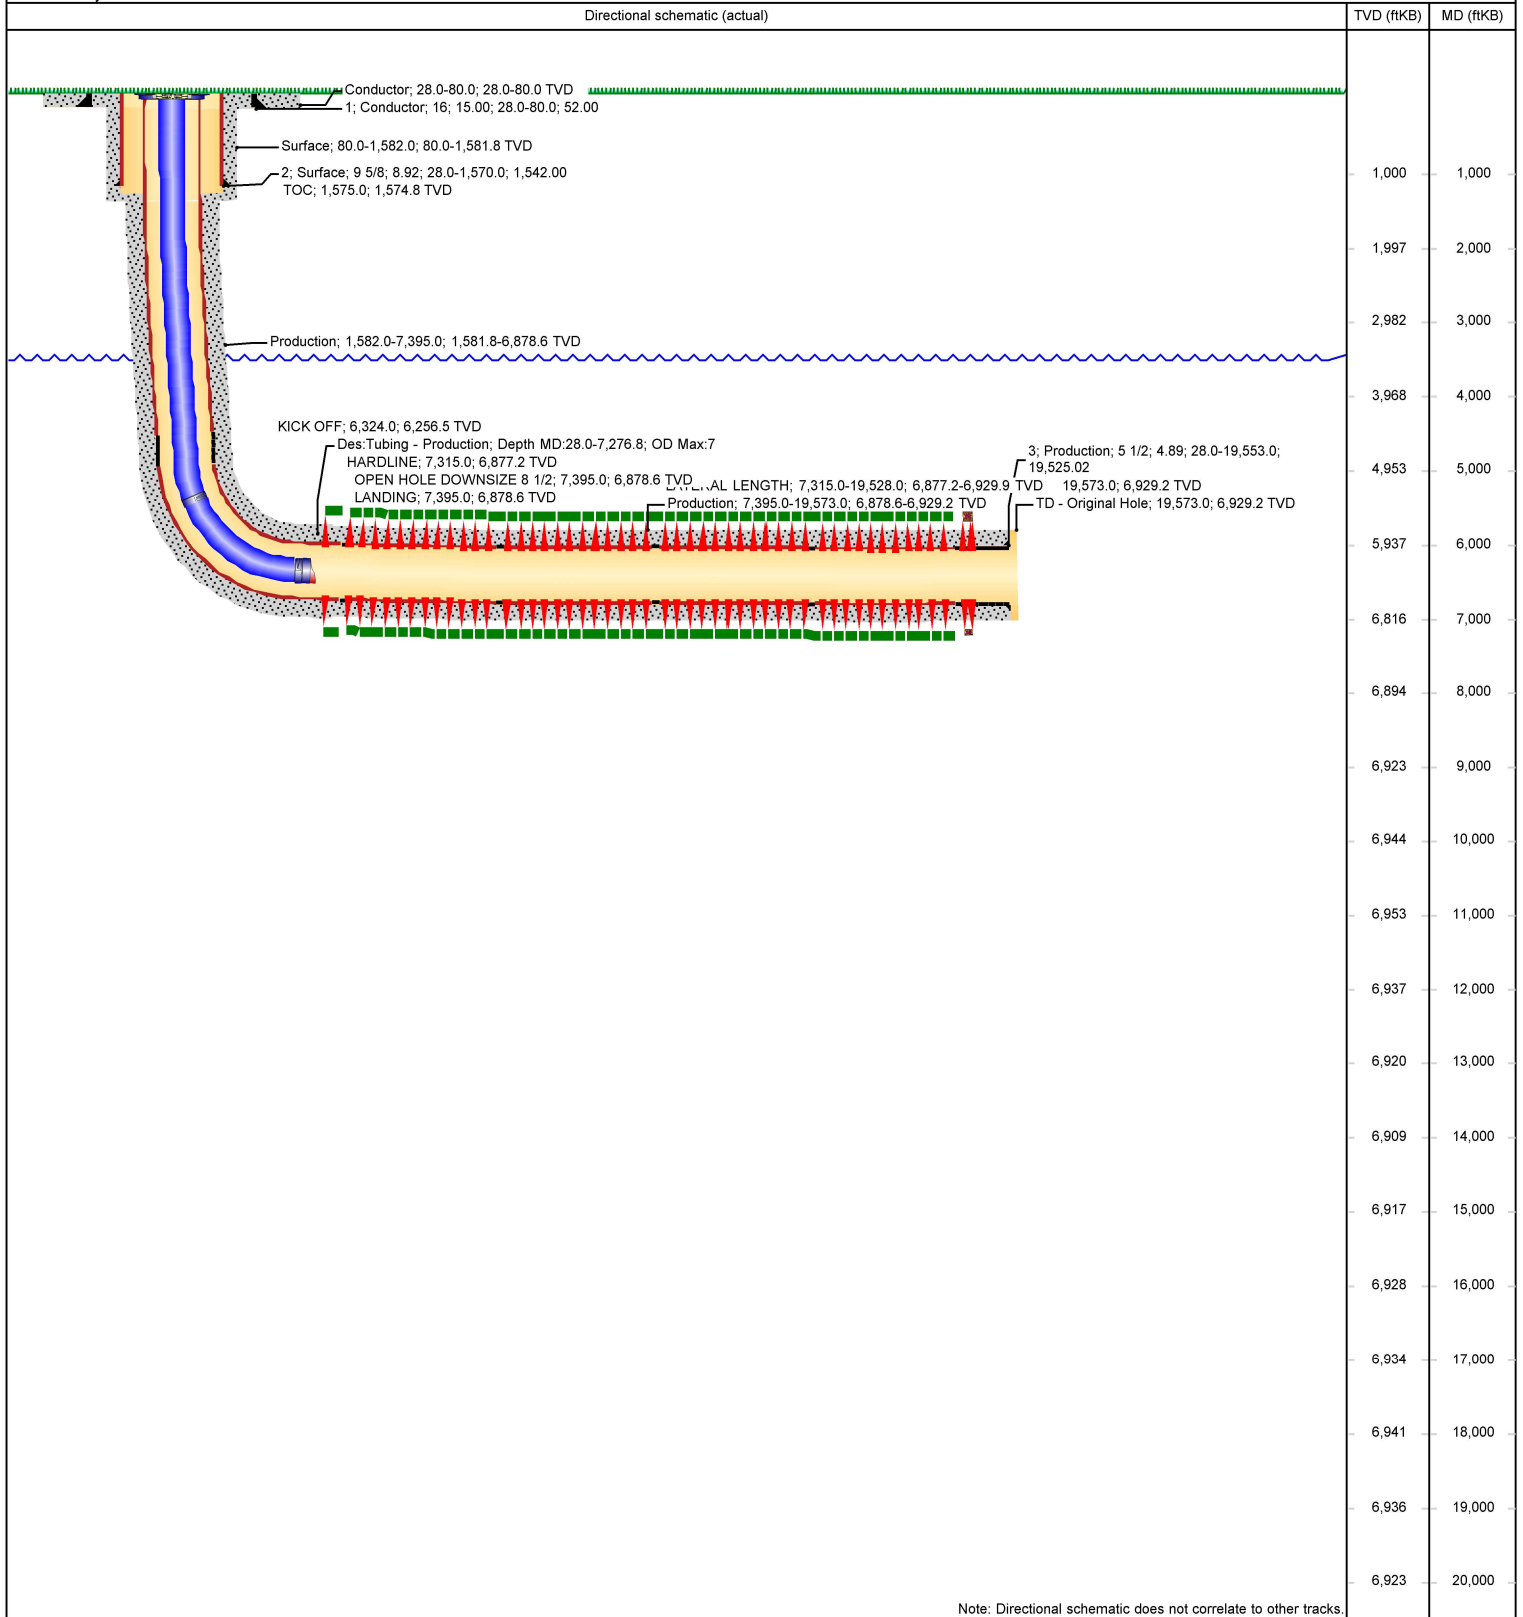 Directional schematic (actual)
TVD (ftKB)
MD (ftKB)
Conductor; 28.0-80.0; 28.0-80.0 TVD
1; Conductor; 16; 15.00; 28.0-80.0; 52.00
Surface; 80.0-1,582.0; 80.0-1,581.8 TVD
2; Surface; 9 5/8; 8.92; 28.0-1,570.0; 1,542.00
TOC; 1,575.0; 1,574.8 TVD
Production; 1,582.0-7,395.0; 1,581.8-6,878.6 TVD
KICK OFF; 6,324.0; 6,256.5 TVD
Des:Tubing - Production; Depth MD:28.0-7,276.8; OD Max:7
HARDLINE; 7,315.0; 6,877.2 TVD
OPEN HOLE DOWNSIZE 8 1/2; 7,395.0; 6,878.6 TVD
LANDING; 7,395.0; 6,878.6 TVD
LENGTH; 7,315.0-19,528.0; 6,877.2-6,929.9 TVD
Production; 7,395.0-19,573.0; 6,878.6-6,929.2 TVD
3; Production; 5 1/2; 4.89; 28.0-19,553.0;
19,525.02
19,573.0; 6,929.2 TVD
TD - Original Hole; 19,573.0; 6,929.2 TVD
1,000 1,000
1,997 2,000
2,982 3,000
3,968 4,000
4,953 5,000
5,937 6,000
6,816 7,000
6,894 8,000
6,923 9,000
6,944 10,000
6,953 11,000
6,937 12,000
6,920 13,000
6,909 14,000
6,917 15,000
6,928 16,000
6,934 17,000
6,941 18,000
6,936 19,000
6,923 20,000
Note: Directional schematic does not correlate to other tracks.